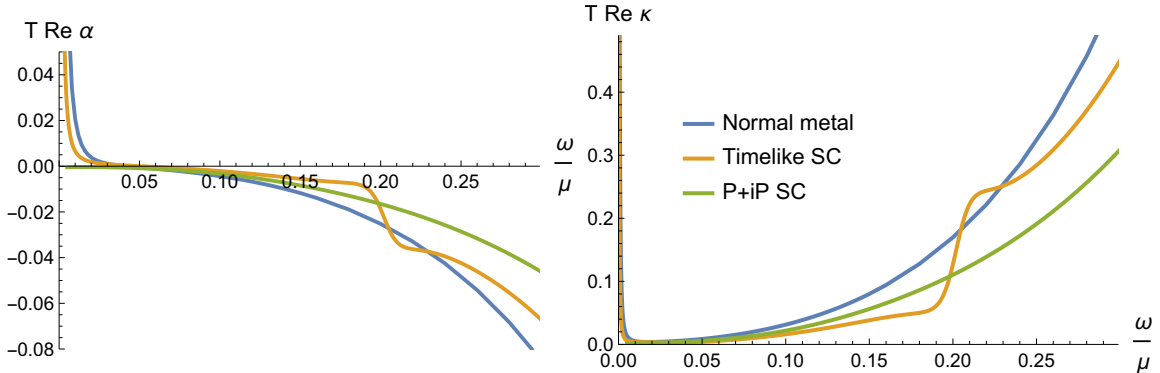 T Re α
0.04
0.02
0.00
−0.02
−0.04
−0.06
−0.08
0.05
0.10
0.15
0.20
0.25
ω
μ
T Re κ
0.4
0.3
0.2
0.1
0.0
0.00
0.05
0.10
0.15
0.20
0.25
ω
μ
Normal metal
Timelike SC
P+iP SC